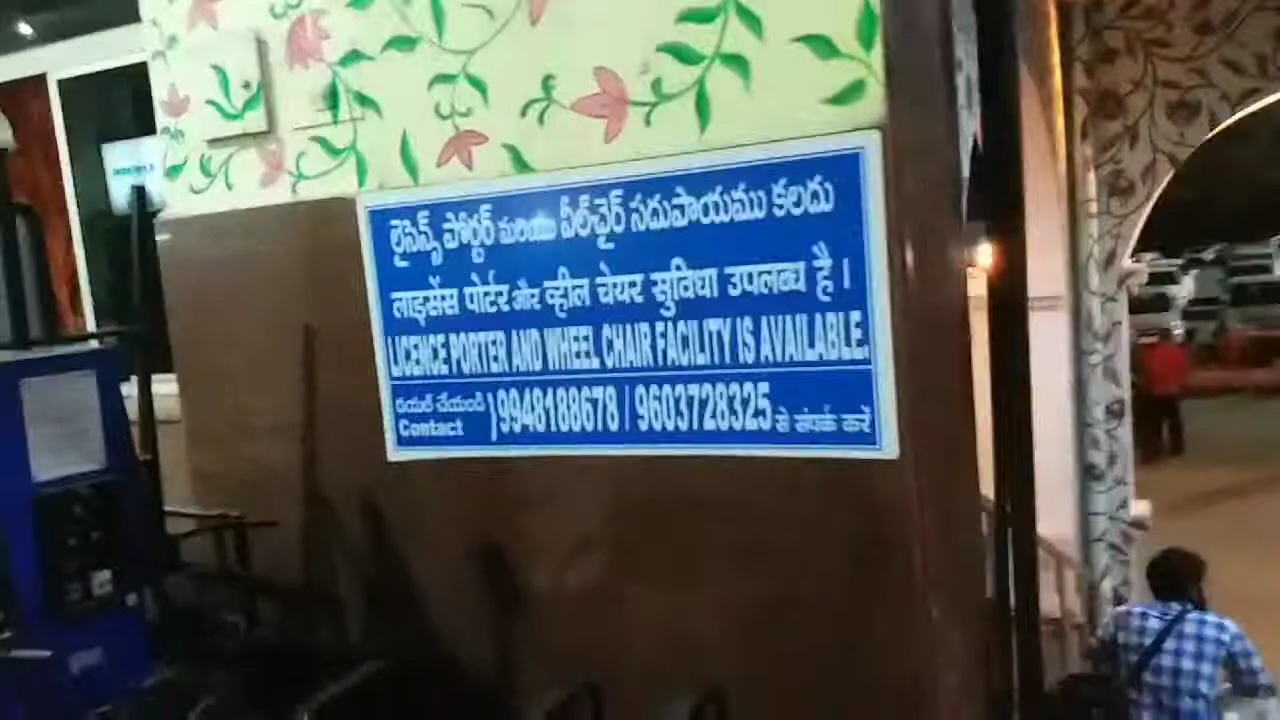 లైసెన్స్ పోర్టర్ మరియు వీల్‌చైర్ సదుపాయము కలదు
लाइसेंस पोर्टर और व्हील चेयर सुविधा उपलब्ध है।
LICENCE PORTER AND WHEEL CHAIR FACILITY IS AVAILABLE.
డయల్ చేయండి
Contact ) 9948188678 / 9603728325 से संपर्क करें